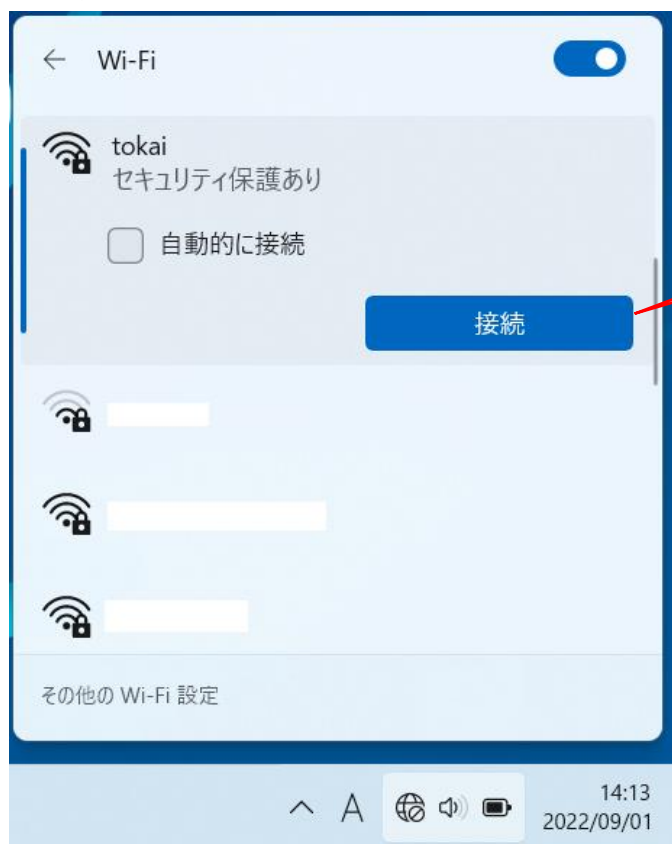 Wi-Fi
tokai
セキュリティ保護あり
自動的に接続
接続
その他の Wi-Fi 設定
A
14:13
2022/09/01